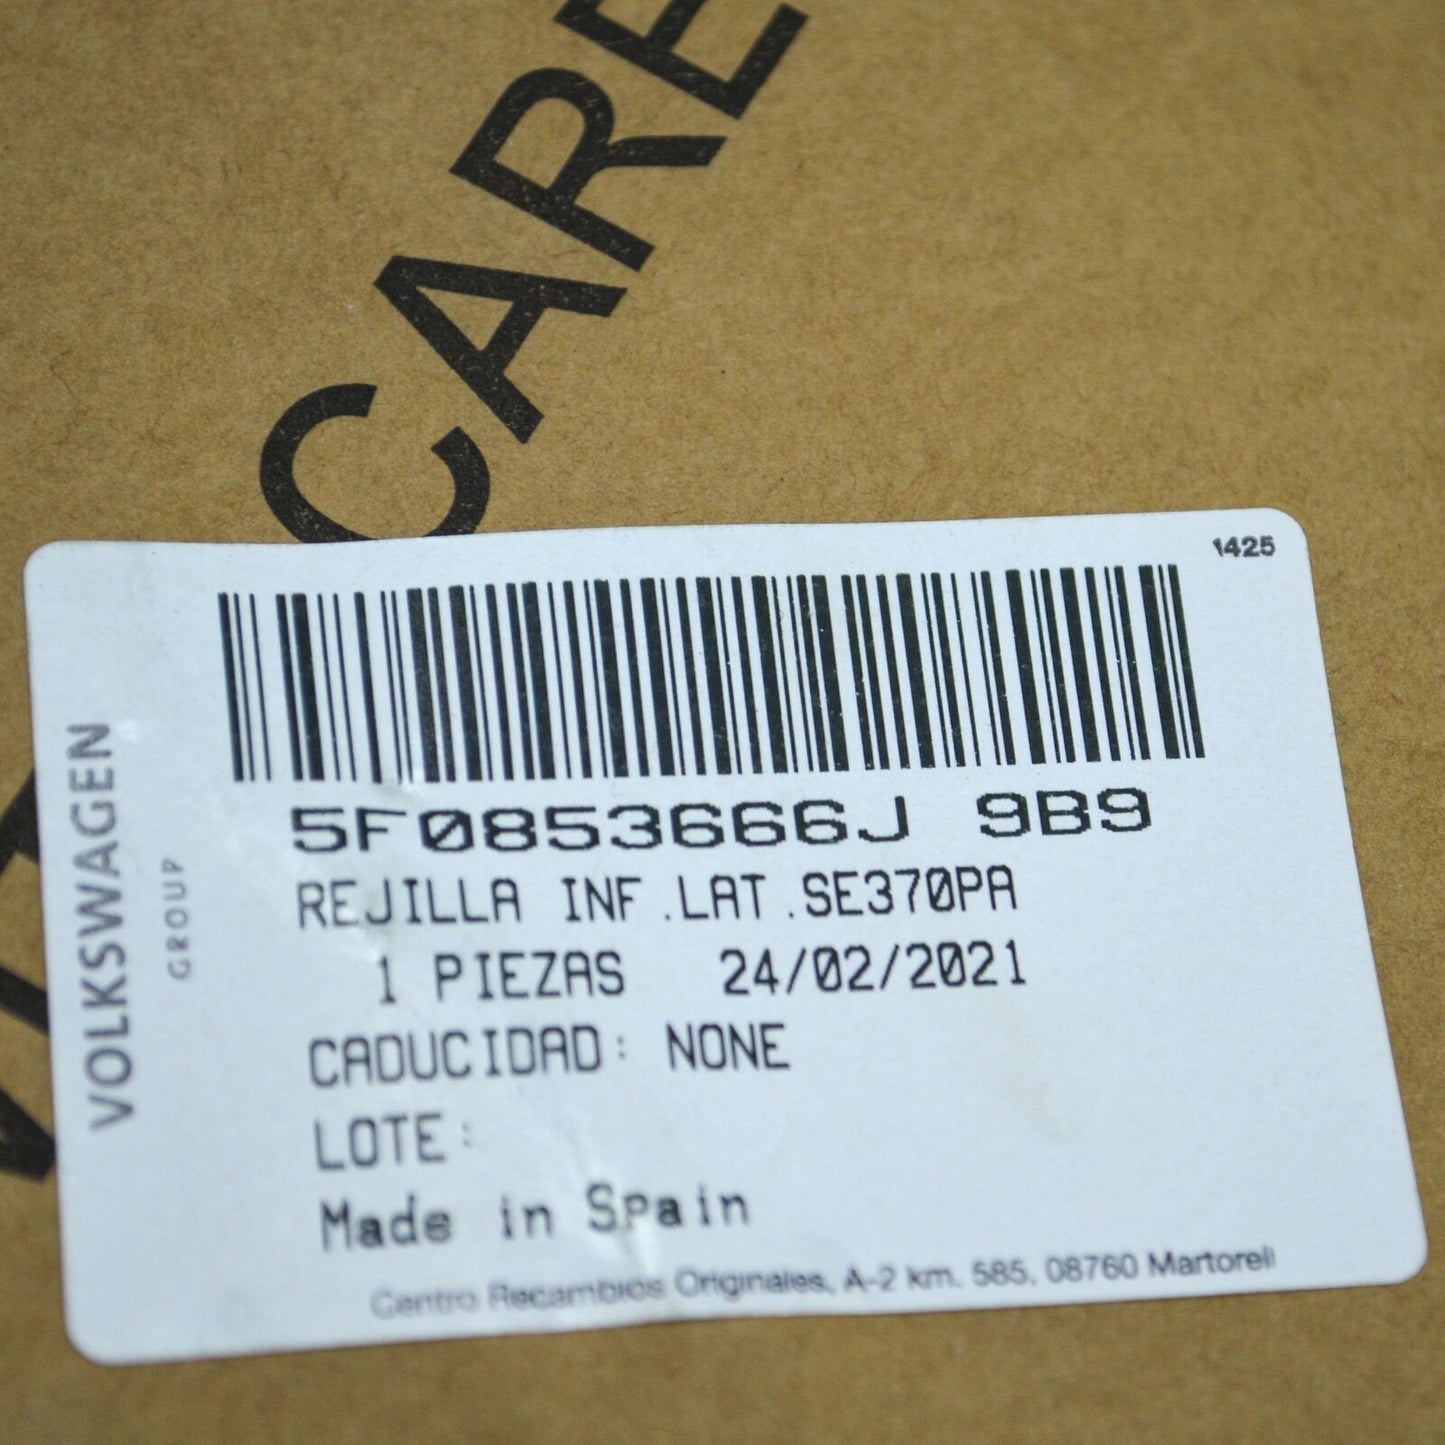 CARE
1425
5F0853666J 9B9
REJILLA INF.LAT.SE370PA
1 PIEZAS 24/02/2021
CADUCIDAD: NONE
LOTE:
Made in Spain
Centro Recambios Originales, A-2 km. 585. 08760 Martorell
VOLKSWAGEN
GROUP